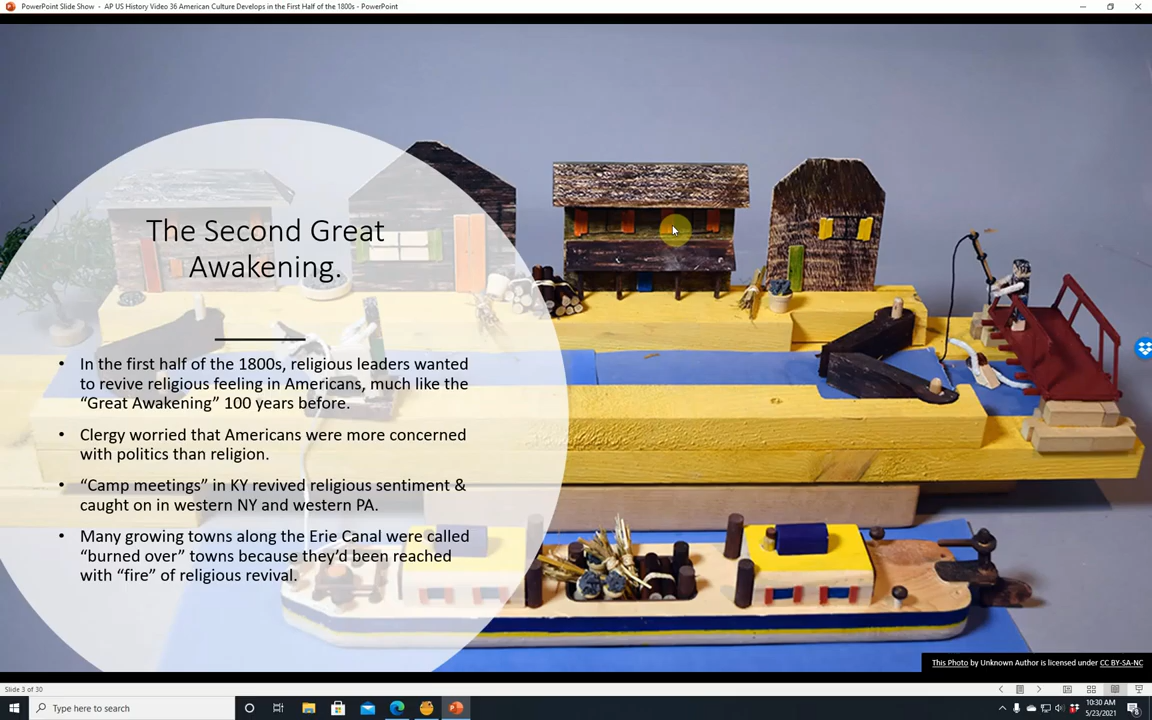 PowerPoint Slide Show - AP US History Video 36 American Culture Develops in the First Half of the 1800s - PowerPoint
The Second Great
Awakening.
• In the first half of the 1800s, religious leaders wanted
to revive religious feeling in Americans, much like the
“Great Awakening” 100 years before.
• Clergy worried that Americans were more concerned
with politics than religion.
• “Camp meetings” in KY revived religious sentiment &
caught on in western NY and western PA.
• Many growing towns along the Erie Canal were called
“burned over” towns because they’d been reached
with “fire” of religious revival.
This Photo by Unknown Author is licensed under CC BY-SA-NC
Slide 3 of 30
Type here to search
10:30 AM
5/23/2021